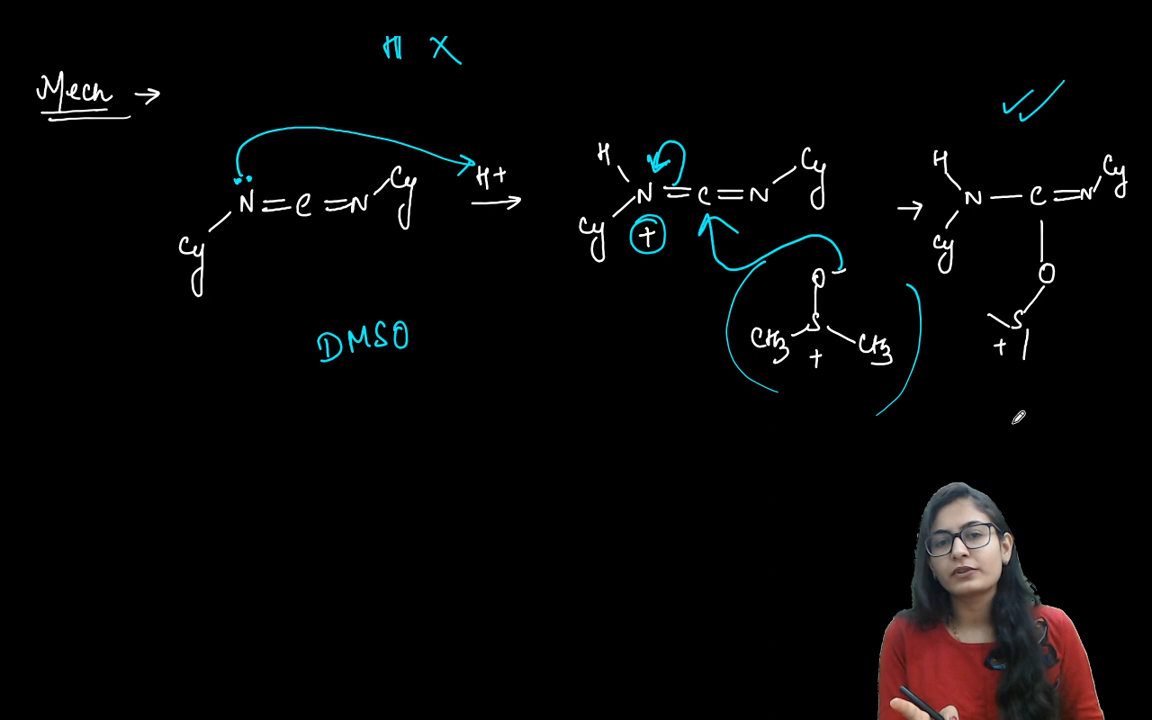 H X
Mech →
H+
N = C = N
Cy
Cy
→
H
N = C = N
Cy
Cy
+
→
H
N — C = N
Cy
Cy
O
S
+
DMSO
O-
S
CH3
CH3
+